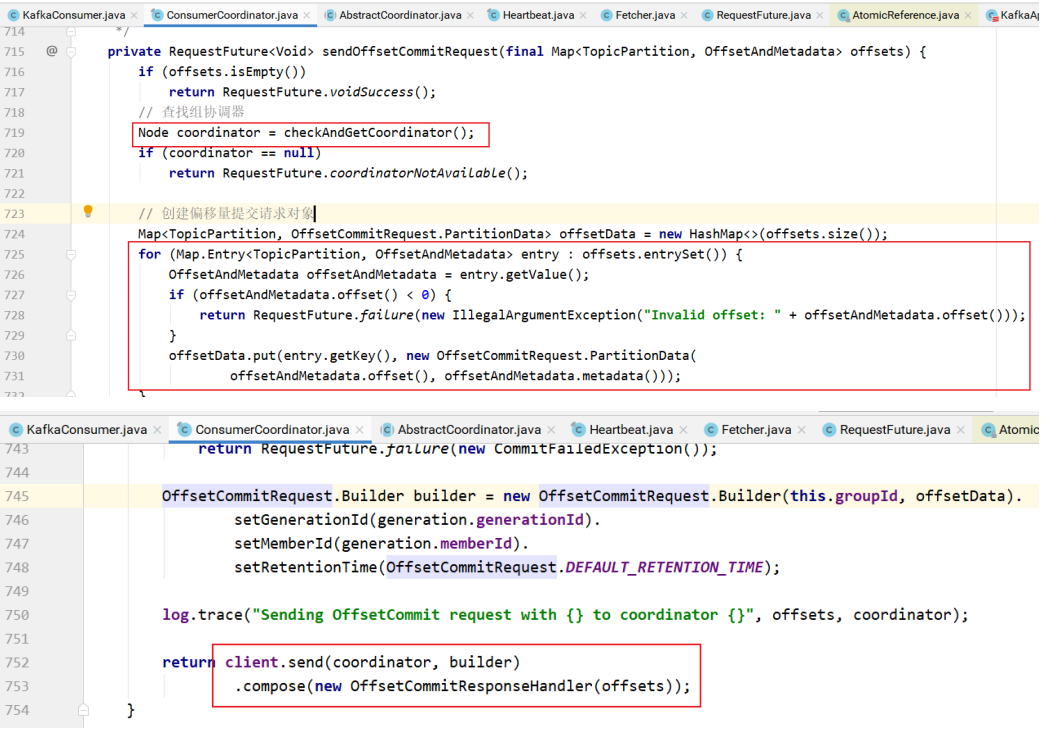 KafkaConsumer.java × ConsumerCoordinator.java × AbstractCoordinator.java × Heartbeat.java × Fetcher.java × RequestFuture.java × AtomicReference.java × KafkaAp
714 */
715 @ private RequestFuture<Void> sendOffsetCommitRequest(final Map<TopicPartition, OffsetAndMetadata> offsets) {
716 if (offsets.isEmpty())
717 return RequestFuture.voidSuccess();
718 // 查找组协调器
719 Node coordinator = checkAndGetCoordinator();
720 if (coordinator == null)
721 return RequestFuture.coordinatorNotAvailable();
722
723 // 创建偏移量提交请求对象
724 Map<TopicPartition, OffsetCommitRequest.PartitionData> offsetData = new HashMap<>(offsets.size());
725 for (Map.Entry<TopicPartition, OffsetAndMetadata> entry : offsets.entrySet()) {
726 OffsetAndMetadata offsetAndMetadata = entry.getValue();
727 if (offsetAndMetadata.offset() < 0) {
728 return RequestFuture.failure(new IllegalArgumentException("Invalid offset: " + offsetAndMetadata.offset()));
729 }
730 offsetData.put(entry.getKey(), new OffsetCommitRequest.PartitionData(
731 offsetAndMetadata.offset(), offsetAndMetadata.metadata()));
732 }
KafkaConsumer.java × ConsumerCoordinator.java × AbstractCoordinator.java × Heartbeat.java × Fetcher.java × RequestFuture.java × Atomic
743 return RequestFuture.failure(new CommitFailedException());
744
745 OffsetCommitRequest.Builder builder = new OffsetCommitRequest.Builder(this.groupId, offsetData).
746 setGenerationId(generation.generationId).
747 setMemberId(generation.memberId).
748 setRetentionTime(OffsetCommitRequest.DEFAULT_RETENTION_TIME);
749
750 log.trace("Sending OffsetCommit request with {} to coordinator {}", offsets, coordinator);
751
752 return client.send(coordinator, builder)
753 .compose(new OffsetCommitResponseHandler(offsets));
754 }